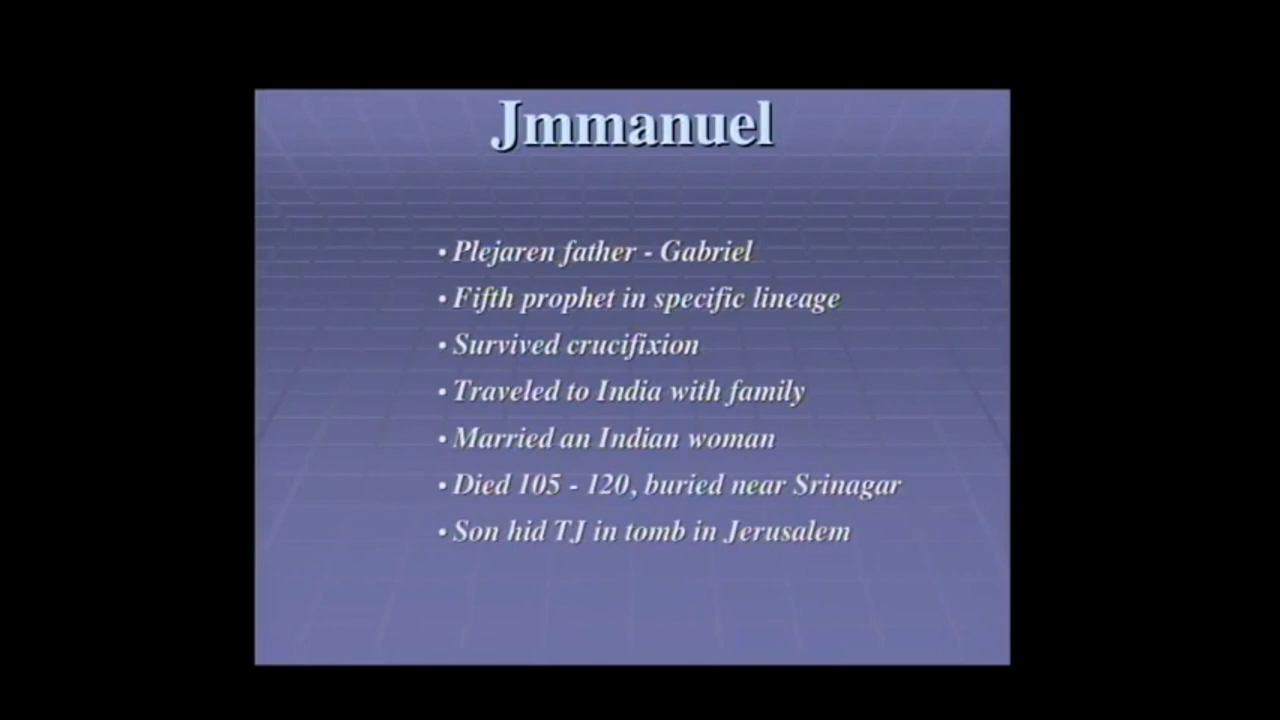 Jmmanuel
• Plejaren father - Gabriel
• Fifth prophet in specific lineage
• Survived crucifixion
• Traveled to India with family
• Married an Indian woman
• Died 105 - 120, buried near Srinagar
• Son hid TJ in tomb in Jerusalem